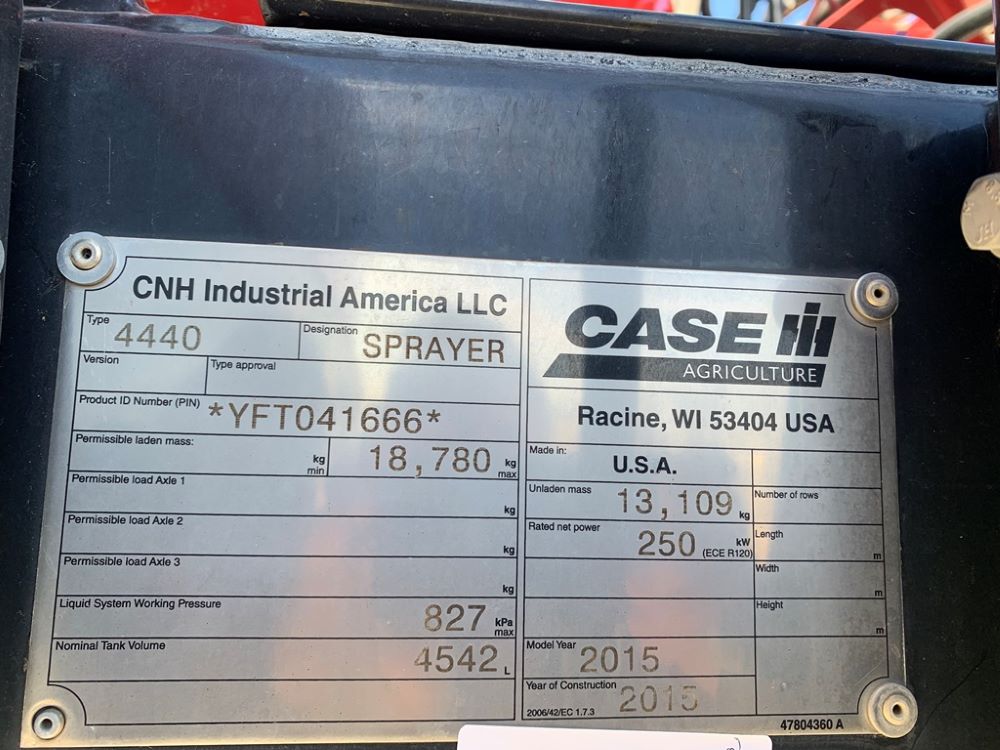 CNH Industrial America LLC
Type 4440 Designation SPRAYER
Version Type approval
Product ID Number (PIN) *YFT041666*
Permissible laden mass: kg min 18,780 kg max
Permissible load Axle 1 kg
Permissible load Axle 2 kg
Permissible load Axle 3 kg
Liquid System Working Pressure 827 kPa max
Nominal Tank Volume 4542 L
CASE IH
AGRICULTURE
Racine, WI 53404 USA
Made in: U.S.A.
Unladen mass 13,109 kg Number of rows
Rated net power 250 kW (ECE R120) Length m
Width m
Height m
Model Year 2015
Year of Construction 2015
2006/42/EC 1.7.3
47804360 A